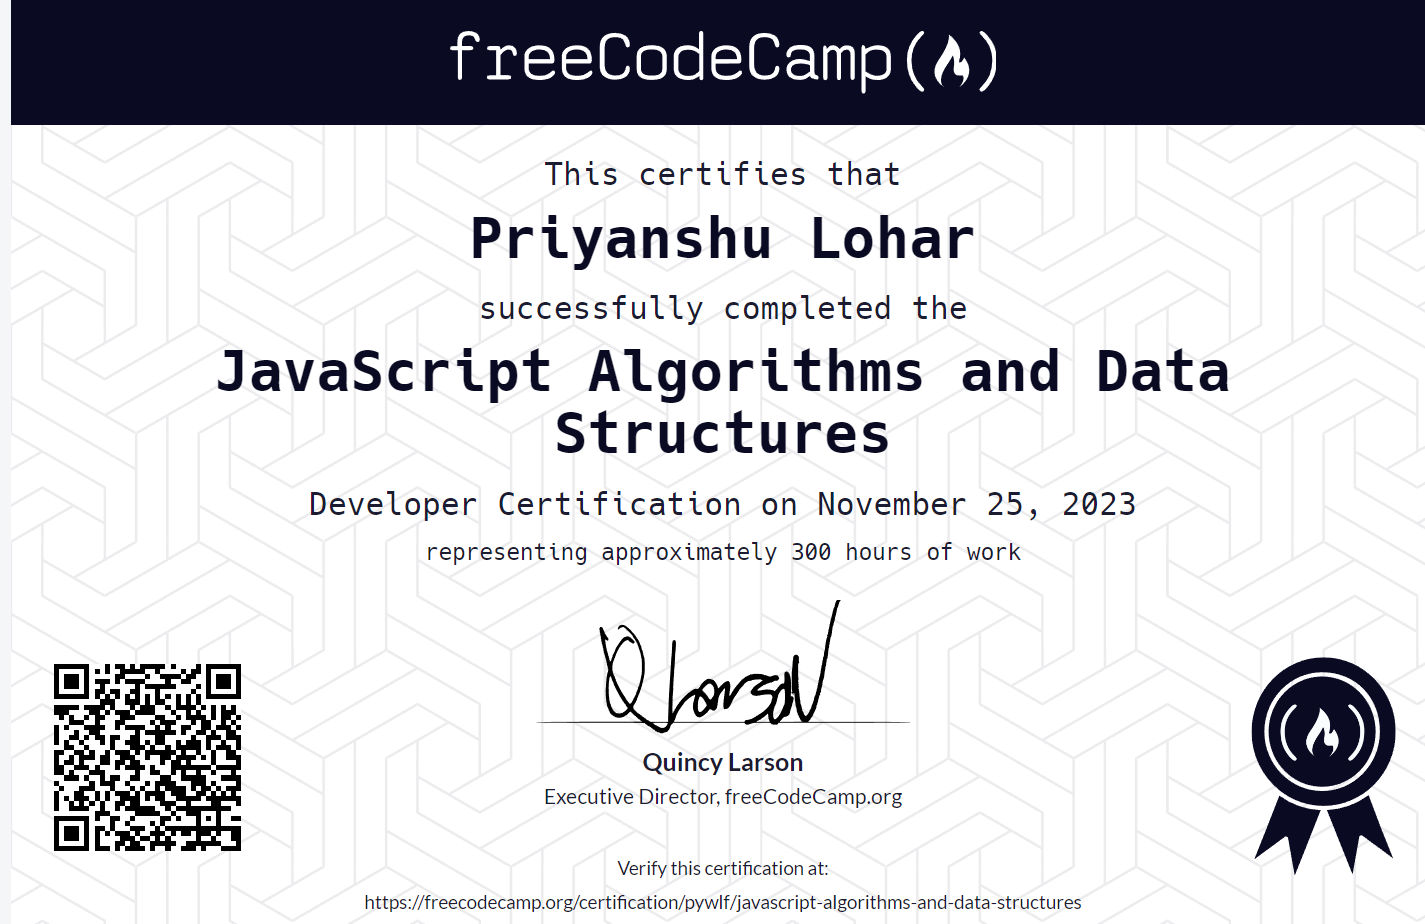 freeCodeCamp
This certifies that
Priyanshu Lohar
successfully completed the
JavaScript Algorithms and Data
Structures
Developer Certification on November 25, 2023
representing approximately 300 hours of work
Quincy Larson
Executive Director, freeCodeCamp.org
Verify this certification at:
https://freecodecamp.org/certification/pywlf/javascript-algorithms-and-data-structures